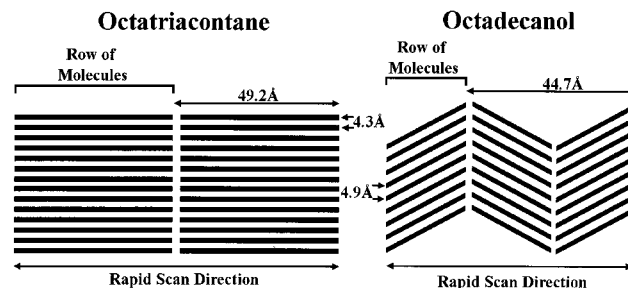 Octatriacontane
Row of
Molecules
49.2Å
4.3Å
Rapid Scan Direction
Octadecanol
Row of
Molecules
44.7Å
4.9Å
Rapid Scan Direction